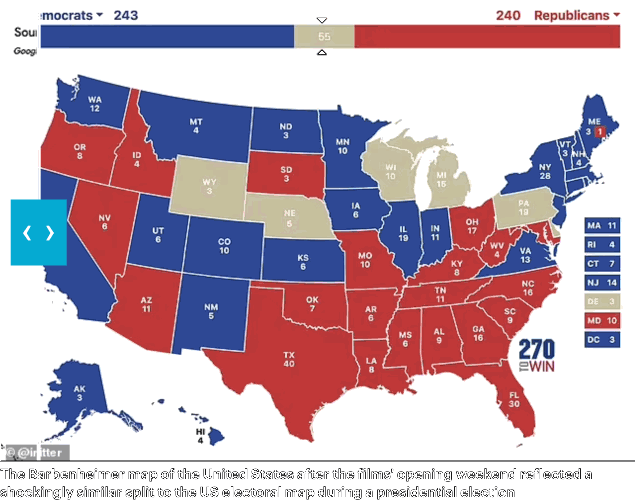 mocrats 243
240 Republicans
Sou
55
Googl
WA
12
MT
4
ND
3
MN
10
ME
3 1
VT
3
NH
4
OR
8
ID
4
SD
3
WI
10
MI
15
NY
28
WY
3
NE
5
IA
6
PA
19
NV
6
UT
6
CO
10
IL
19
IN
11
OH
17
WV
4
VA
13
MA 11
RI 4
CT 7
NJ 14
DE 3
MD 10
DC 3
KS
6
MO
10
KY
8
NC
16
AZ
11
NM
5
OK
7
AR
6
TN
11
SC
9
MS
6
AL
9
GA
16
TX
40
LA
8
FL
30
270
TO WIN
AK
3
HI
4
The Barbenheimer map of the United States after the films' opening weekend reflected a
shockingly similar split to the US electoral map during a presidential election